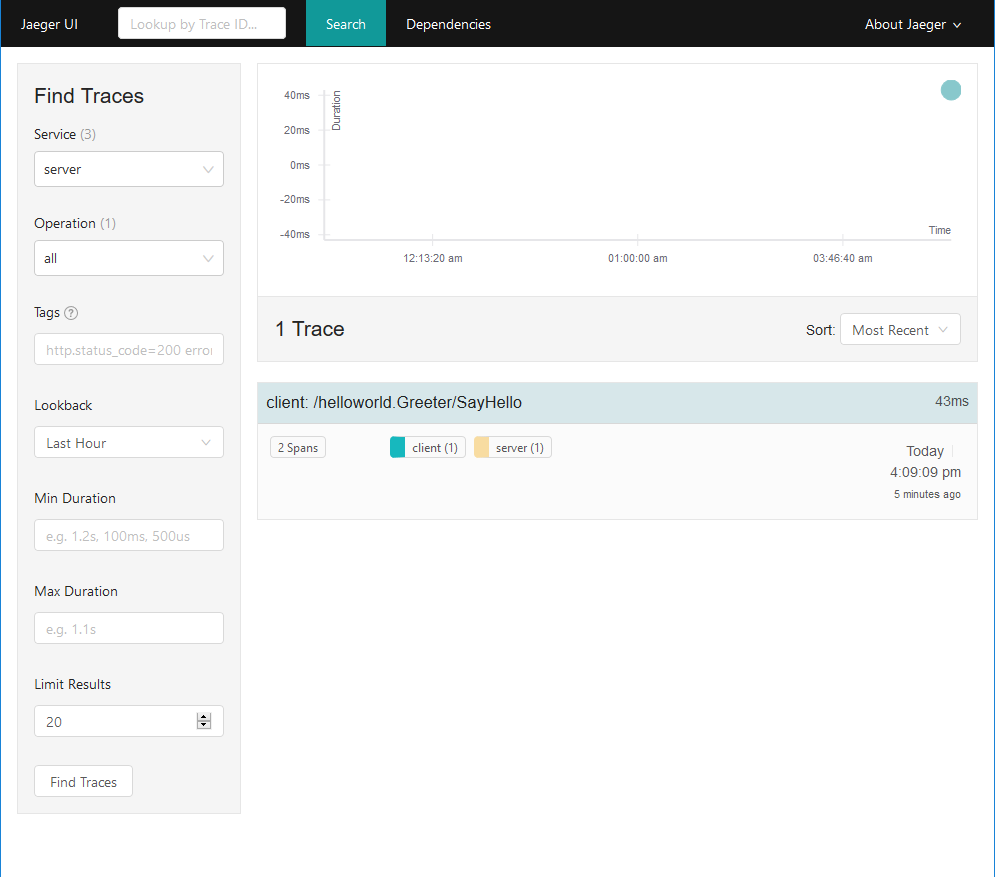 Jaeger UI
Lookup by Trace ID...
Search
Dependencies
About Jaeger
Find Traces
Service (3)
server
Operation (1)
all
Tags ?
http.status_code=200 error
Lookback
Last Hour
Min Duration
e.g. 1.2s, 100ms, 500us
Max Duration
e.g. 1.1s
Limit Results
20
Find Traces
Duration
40ms
20ms
0ms
-20ms
-40ms
Time
12:13:20 am
01:00:00 am
03:46:40 am
1 Trace
Sort: Most Recent
client: /helloworld.Greeter/SayHello
43ms
2 Spans
client (1)
server (1)
Today
4:09:09 pm
5 minutes ago